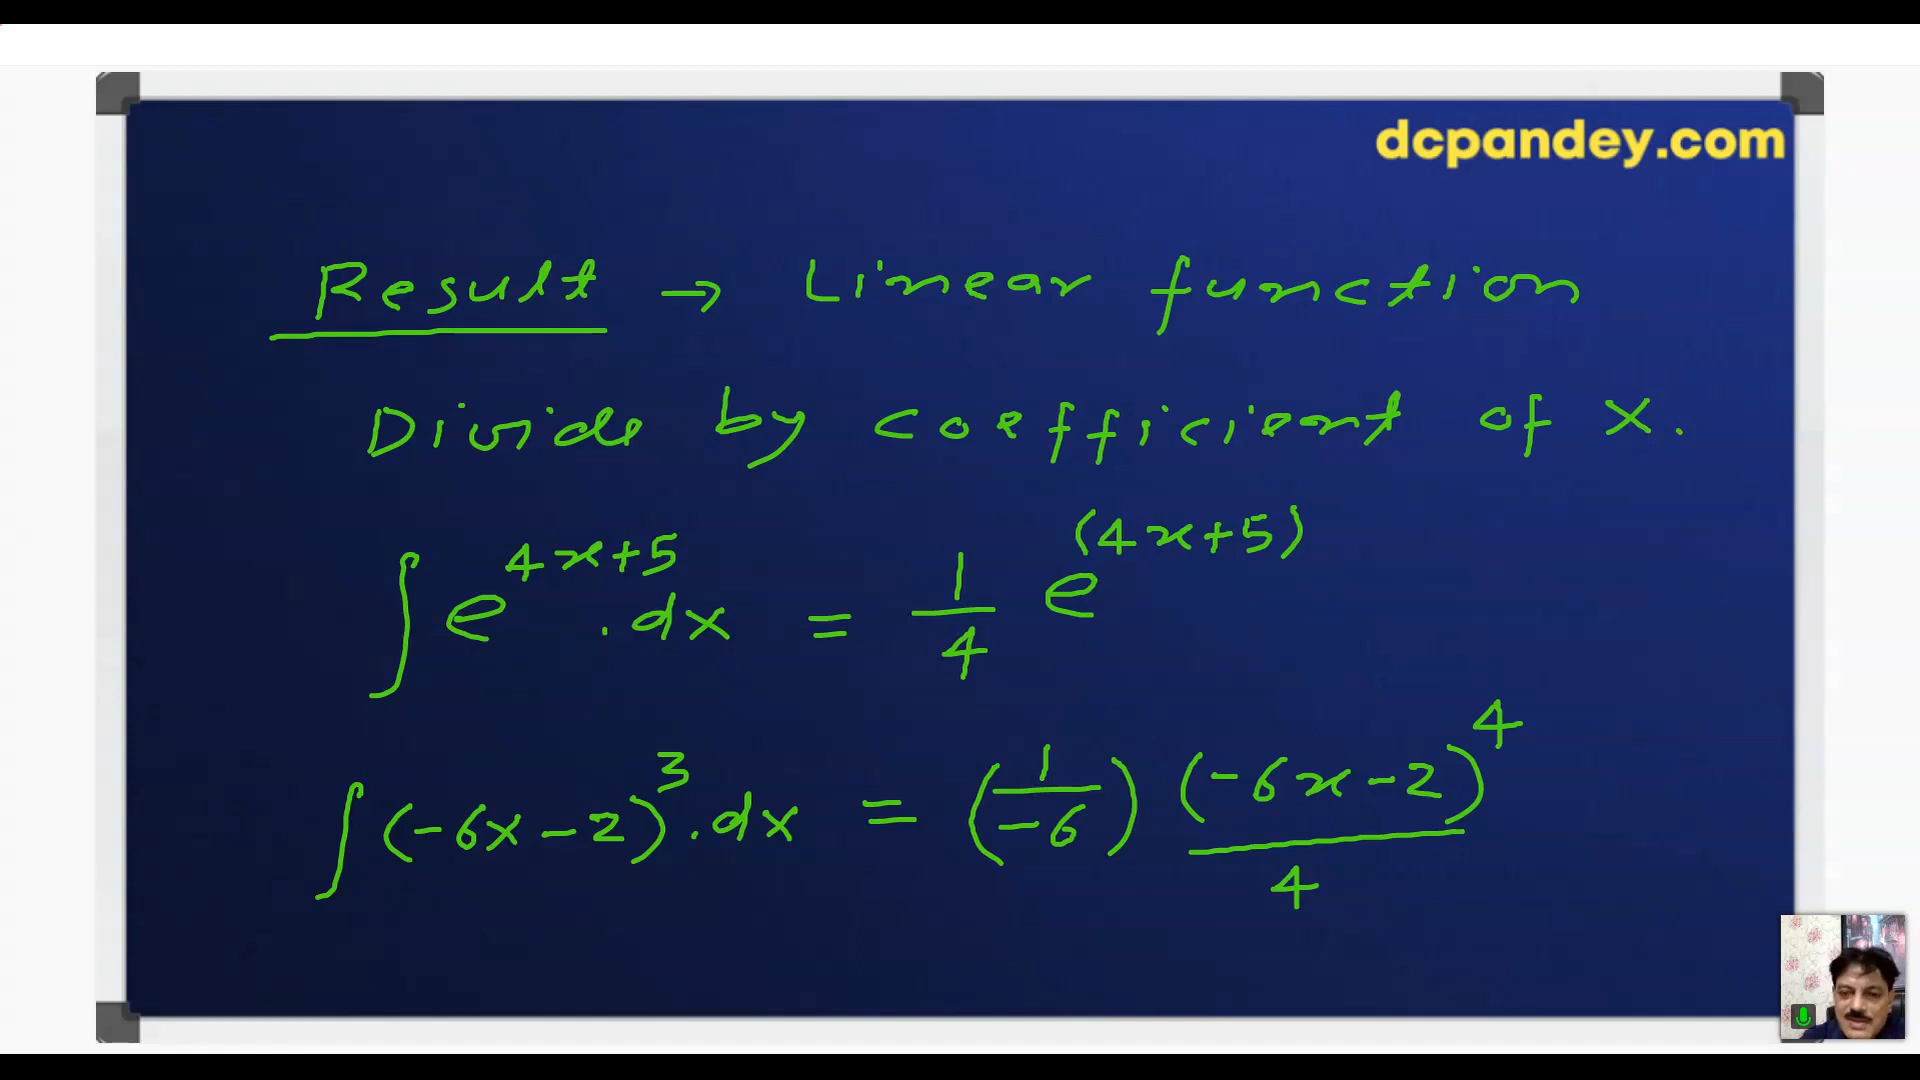 dcpandey.com
Result → Linear function
Divide by coefficient of x.
∫ e^(4x+5) . dx = 1/4 e^(4x+5)
∫ (-6x-2)^3 . dx = (1/-6) (-6x-2)^4/4